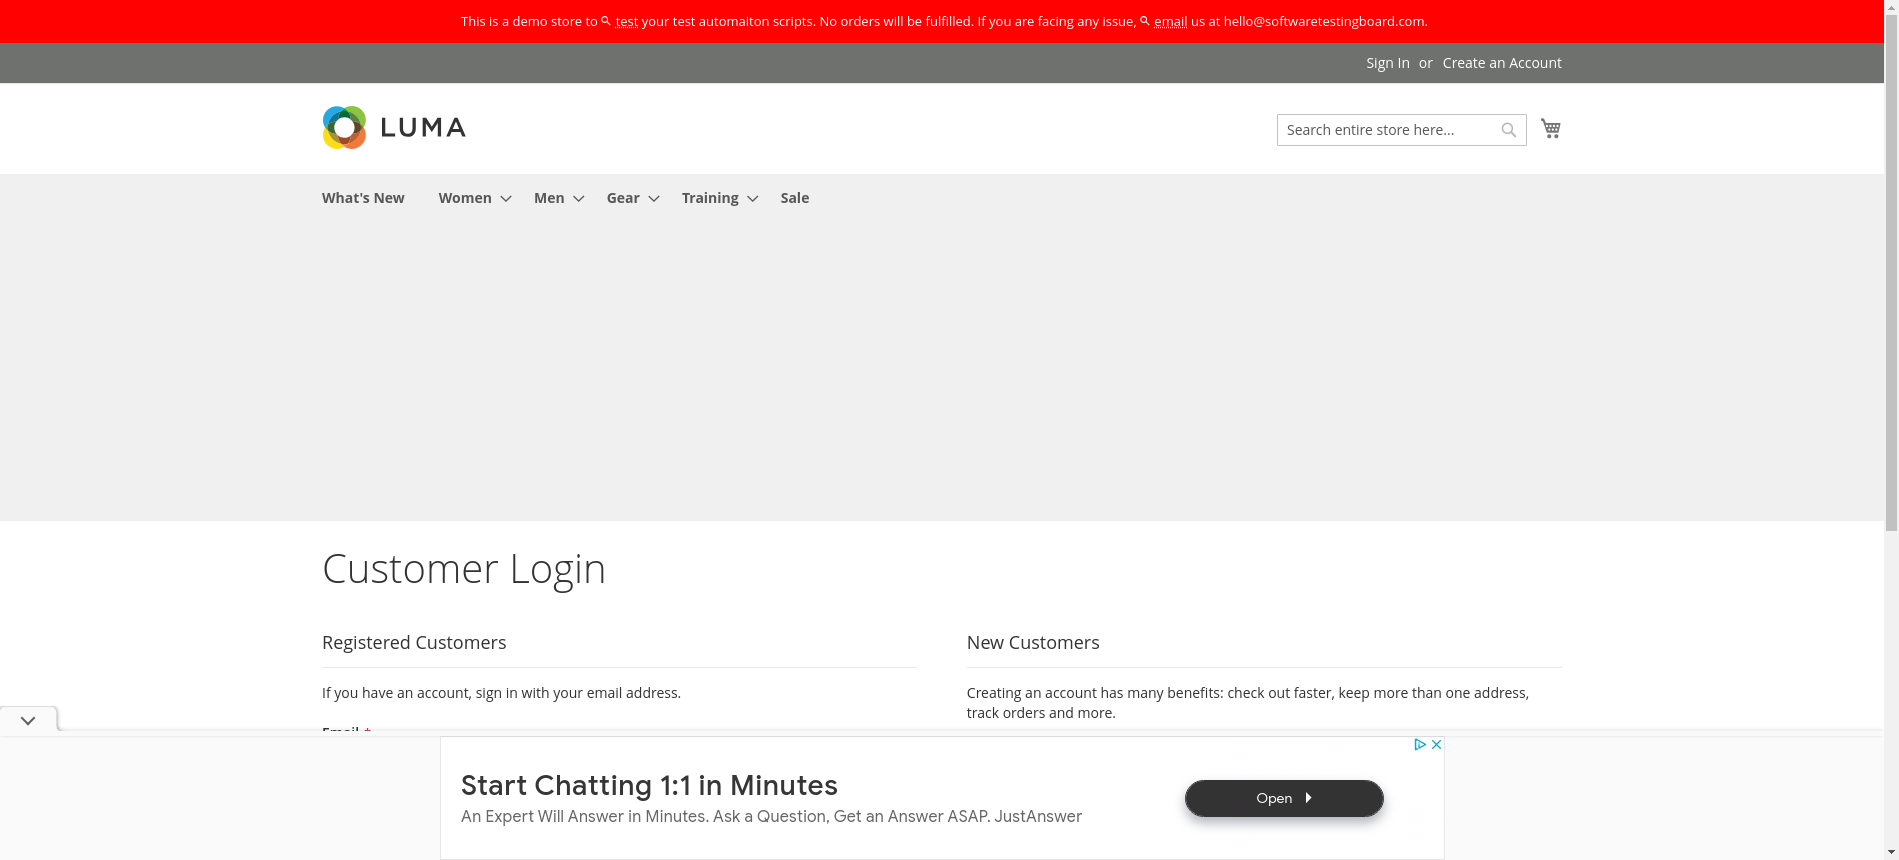 This is a demo store to test your test automaiton scripts. No orders will be fulfilled. If you are facing any issue, email us at hello@softwaretestingboard.com.
Sign In or Create an Account
LUMA
Search entire store here...
What's New Women Men Gear Training Sale
Customer Login
Registered Customers
If you have an account, sign in with your email address.
Email *
New Customers
Creating an account has many benefits: check out faster, keep more than one address,
track orders and more.
Start Chatting 1:1 in Minutes
An Expert Will Answer in Minutes. Ask a Question, Get an Answer ASAP. JustAnswer
Open